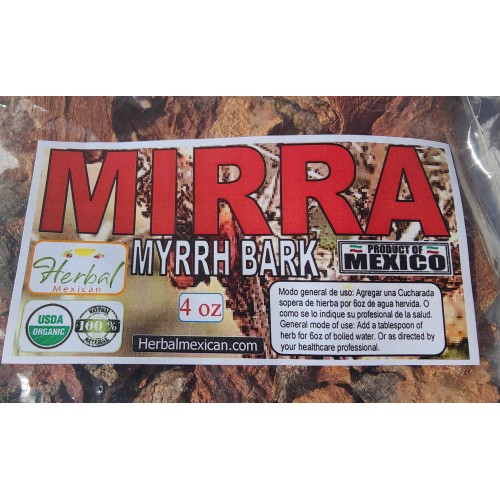 MIRRA
MYRRH BARK
PRODUCT OF
MEXICO
Herbal
Mexican
USDA
ORGANIC
NATURAL
100 %
NATURAL
4 oz
Herbalmexican.com
Modo general de uso: Agregar una Cucharada
sopera de hierba por 6oz de agua hervida. O
como se lo indique su profesional de la salud.
General mode of use: Add a tablespoon of
herb for 6oz of boiled water. Or as directed by
your healthcare professional.